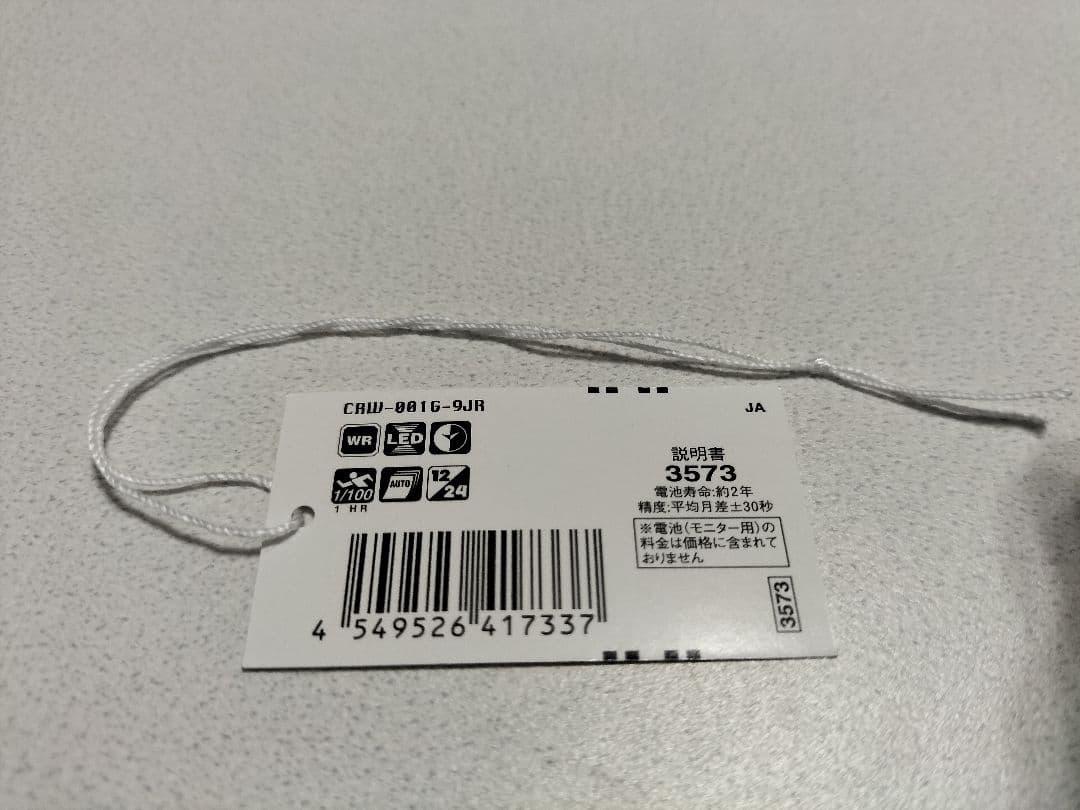 CRW-001G-9JR
JA
WR
LED
1/100
1 HR
AUTO
12/24
説明書
3573
電池寿命:約2年
精度:平均月差±30秒
※電池(モニター用)の
料金は価格に含まれて
おりません
3573
4 549526 417337